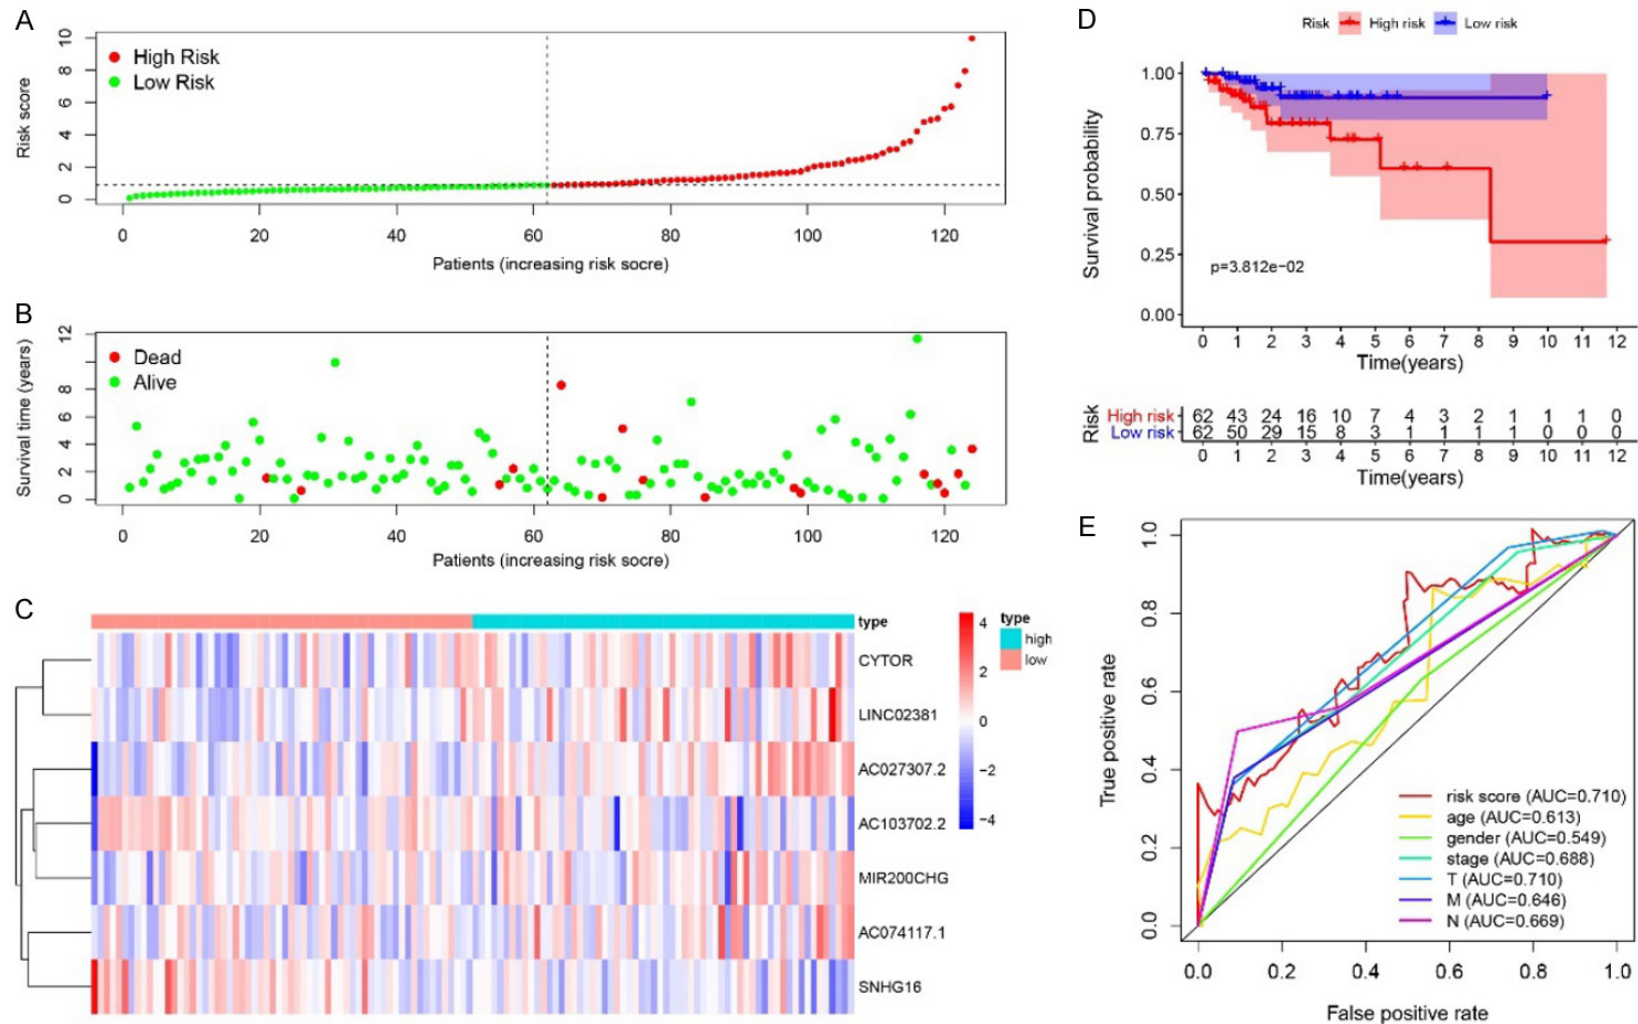 A
10
8
6
4
2
0
Risk score
High Risk
Low Risk
0 20 40 60 80 100 120
Patients (increasing risk socre)
B
12
8
6
4
2
0
Survival time (years)
Dead
Alive
0 20 40 60 80 100 120
Patients (increasing risk socre)
C
type
CYTOR
LINC02381
AC027307.2
AC103702.2
MIR200CHG
AC074117.1
SNHG16
4
2
0
−2
−4
type
high
low
D
Risk High risk Low risk
1.00
0.75
0.50
0.25
0.00
Survival probability
p=3.812e−02
0 1 2 3 4 5 6 7 8 9 10 11 12
Time(years)
Risk
High risk 62 43 24 16 10 7 4 3 2 1 1 1 0
Low risk 62 50 29 15 8 3 1 1 1 1 0 0 0
0 1 2 3 4 5 6 7 8 9 10 11 12
Time(years)
E
1.0
0.8
0.6
0.4
0.2
0.0
True positive rate
risk score (AUC=0.710)
age (AUC=0.613)
gender (AUC=0.549)
stage (AUC=0.688)
T (AUC=0.710)
M (AUC=0.646)
N (AUC=0.669)
0.0 0.2 0.4 0.6 0.8 1.0
False positive rate